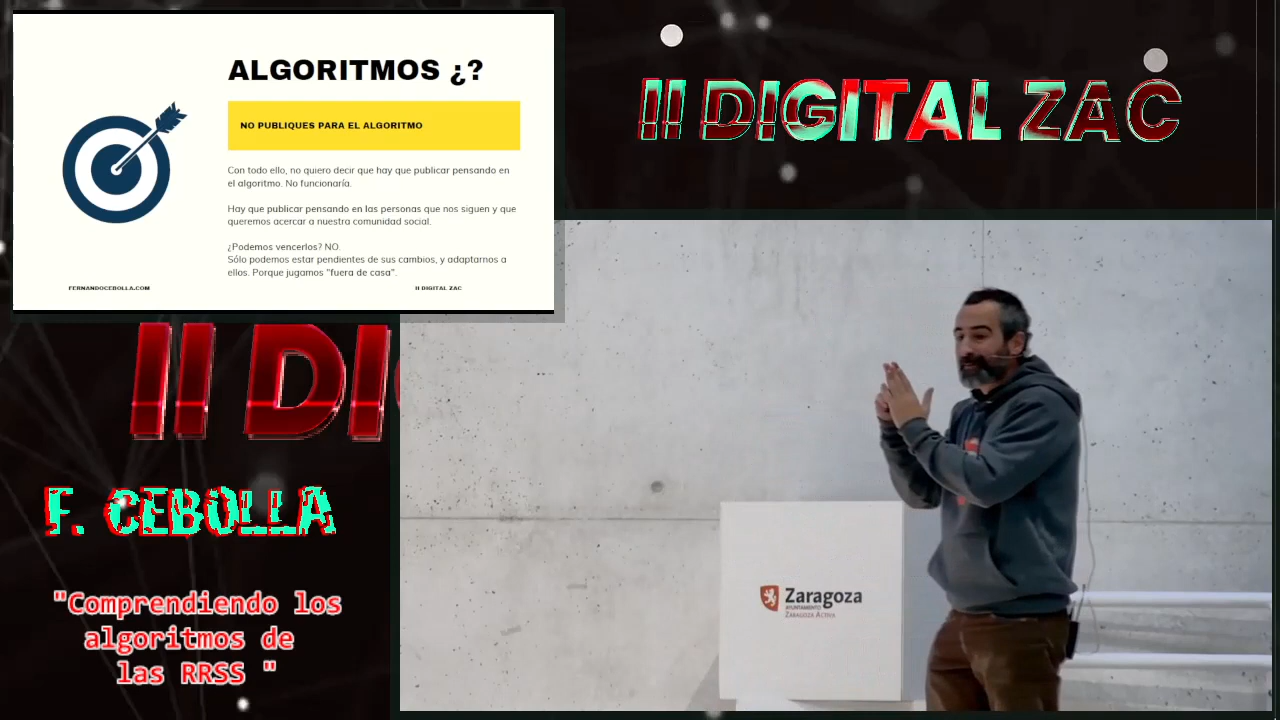 ALGORITMOS ¿?
NO PUBLIQUES PARA EL ALGORITMO
Con todo ello, no quiero decir que hay que publicar pensando en
el algoritmo. No funcionaría.
Hay que publicar pensando en las personas que nos siguen y que
queremos acercar a nuestra comunidad social.
¿Podemos vencerlos? NO.
Sólo podemos estar pendientes de sus cambios, y adaptarnos a
ellos. Porque jugamos "fuera de casa".
FERNANDOCEBOLLA.COM
II DIGITAL ZAC
II DIGITAL ZAC
II DI
F. CEBOLLA
"Comprendiendo los
algoritmos de
las RRSS "
Zaragoza
AYUNTAMIENTO
ZARAGOZA ACTIVA